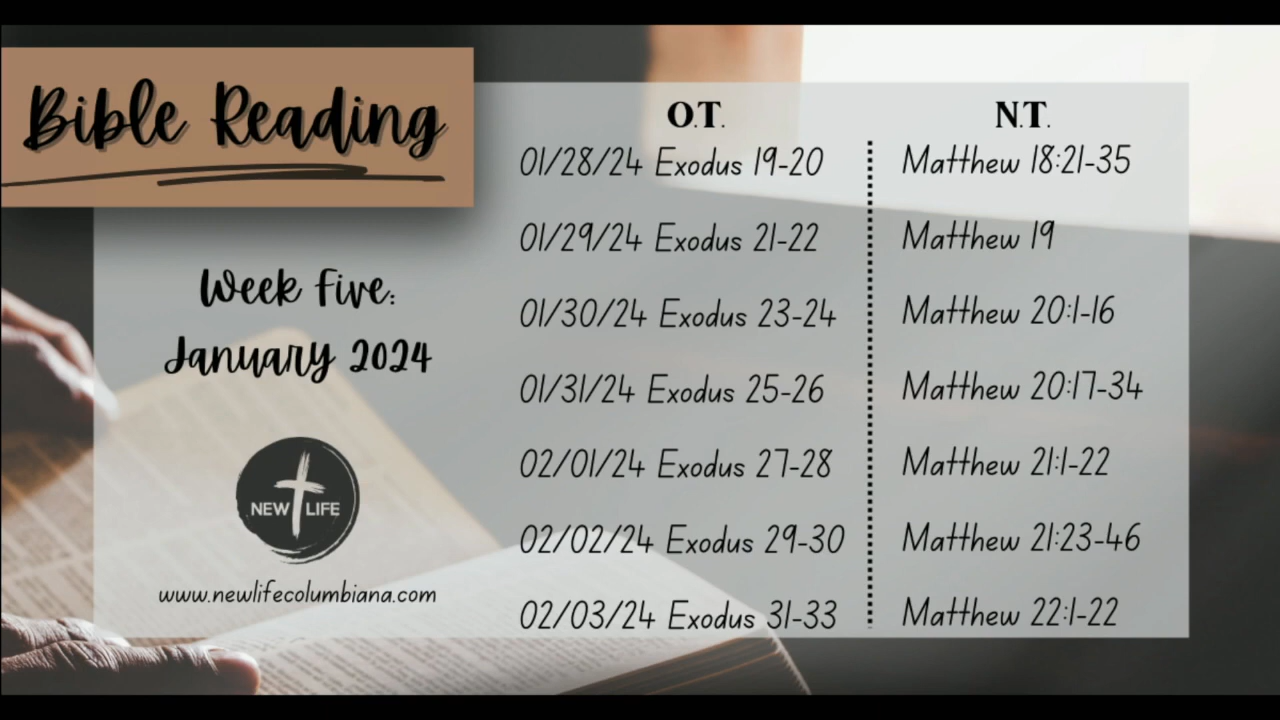 Bible Reading
Week Five:
January 2024
NEW LIFE
www.newlifecolumbiana.com
O.T. N.T.
01/28/24 Exodus 19-20 Matthew 18:21-35
01/29/24 Exodus 21-22 Matthew 19
01/30/24 Exodus 23-24 Matthew 20:1-16
01/31/24 Exodus 25-26 Matthew 20:17-34
02/01/24 Exodus 27-28 Matthew 21:1-22
02/02/24 Exodus 29-30 Matthew 21:23-46
02/03/24 Exodus 31-33 Matthew 22:1-22